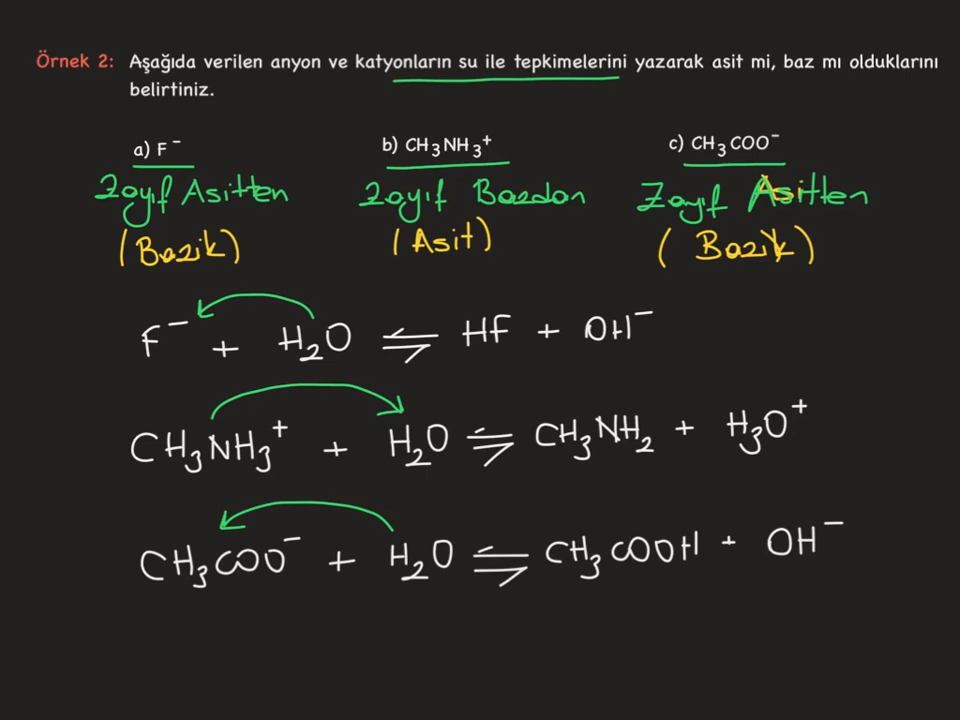 Örnek 2: Aşağıda verilen anyon ve katyonların su ile tepkimelerini yazarak asit mi, baz mı olduklarını
belirtiniz.
a) F⁻ b) CH₃NH₃⁺ c) CH₃COO⁻
Zayıf Asitten Zayıf Bazdan Zayıf Asitten
(Bazik) (Asit) (Bazik)
F⁻ + H₂O ⇌ HF + OH⁻
CH₃NH₃⁺ + H₂O ⇌ CH₃NH₂ + H₃O⁺
CH₃COO⁻ + H₂O ⇌ CH₃COOH + OH⁻